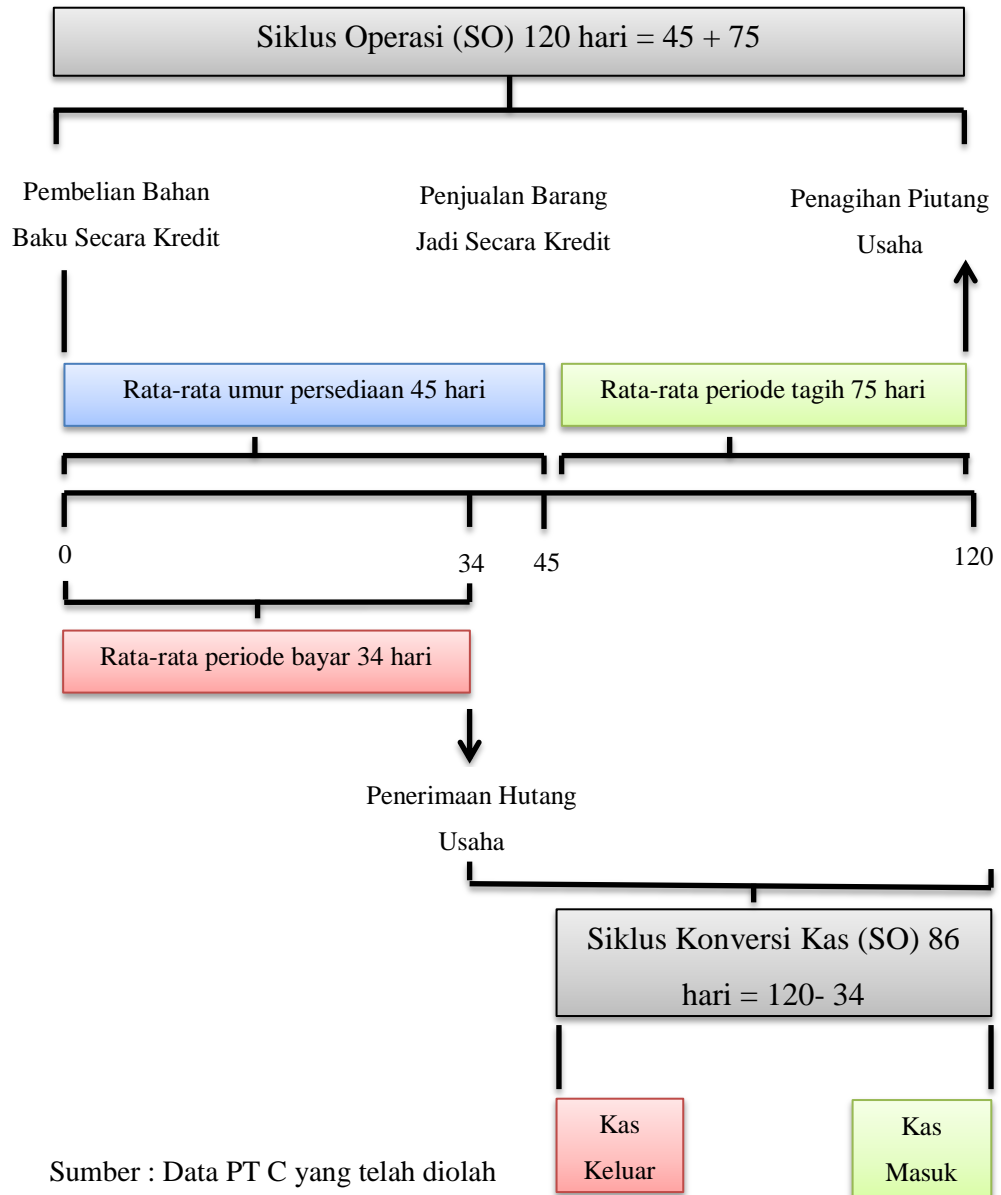 Siklus Operasi (SO) 120 hari = 45 + 75
Pembelian Bahan
Baku Secara Kredit
Penjualan Barang
Jadi Secara Kredit
Penagihan Piutang
Usaha
Rata-rata umur persediaan 45 hari
Rata-rata periode tagih 75 hari
0
34
45
120
Rata-rata periode bayar 34 hari
Penerimaan Hutang
Usaha
Siklus Konversi Kas (SO) 86
hari = 120- 34
Kas
Keluar
Kas
Masuk
Sumber : Data PT C yang telah diolah